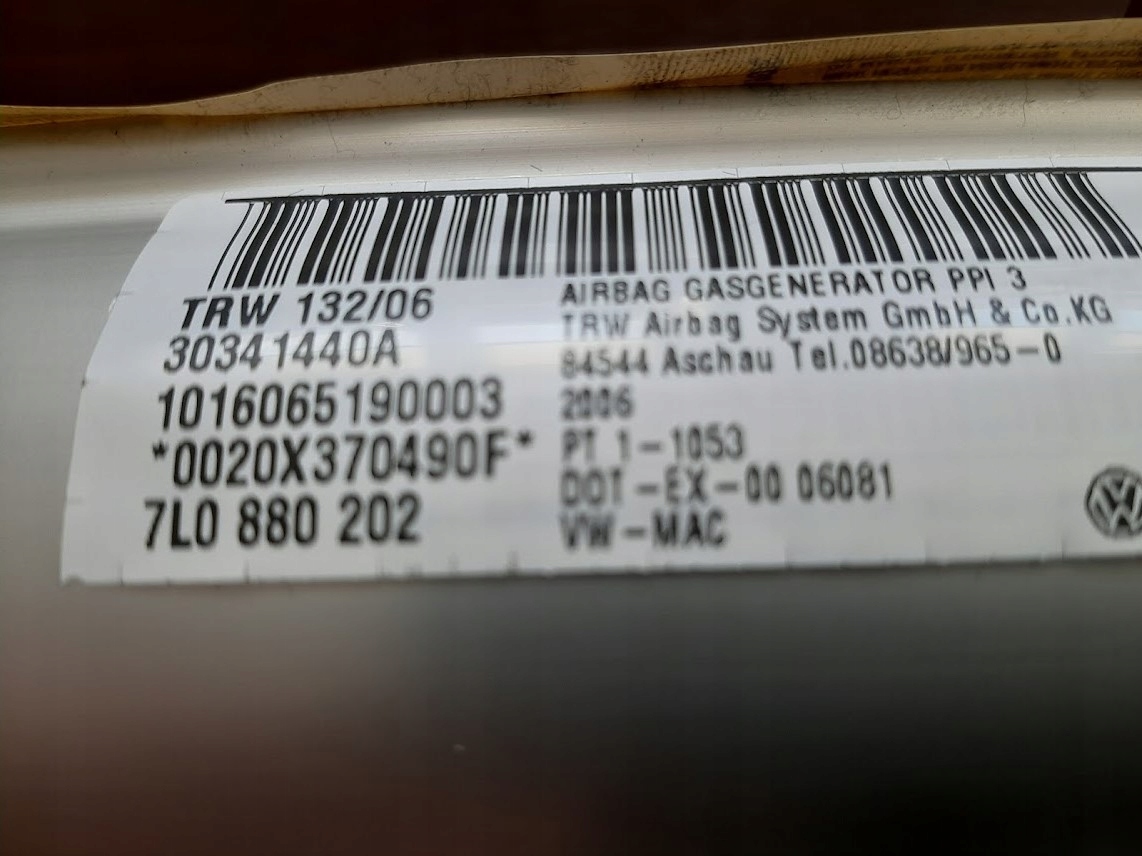 TRW 132/06
30341440A
1016065190003
*0020X370490F*
7L0 880 202
AIRBAG GASGENERATOR PPI 3
TRW Airbag System GmbH & Co.KG
84544 Aschau Tel.08638/965-0
2006
PT 1-1053
DOT-EX-00 06081
VW-MAC
VW